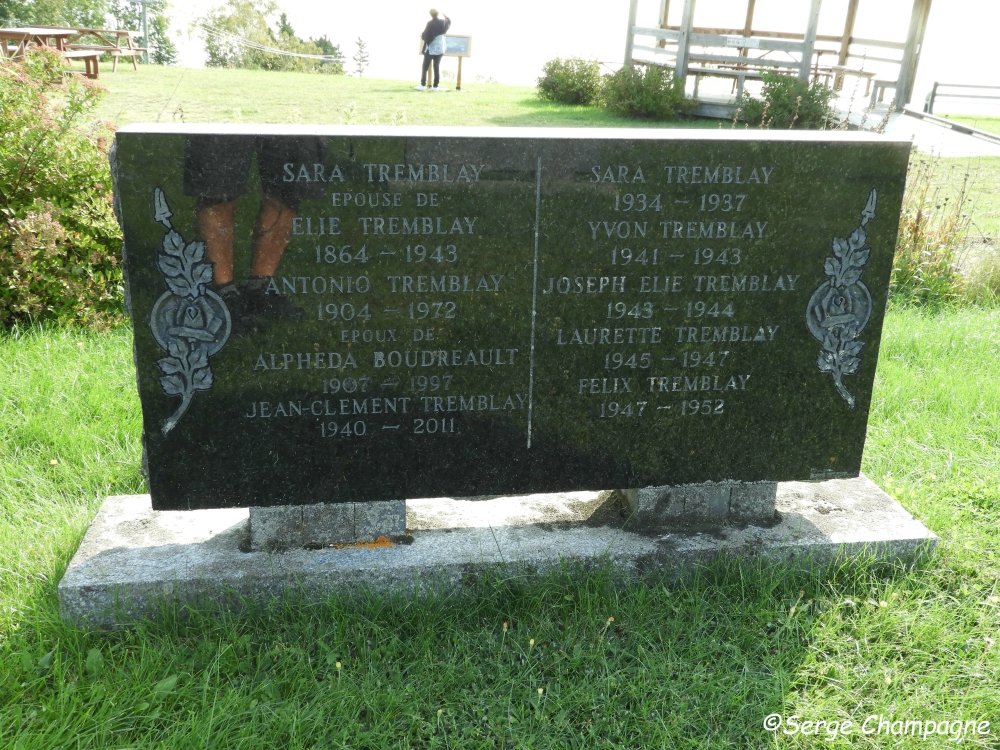 SARA TREMBLAY
EPOUSE DE
ELIE TREMBLAY
1864 - 1943
ANTONIO TREMBLAY
1904 - 1972
EPOUX DE
ALPHEDA BOUDREAULT
1907 - 1997
JEAN-CLEMENT TREMBLAY
1940 - 2011
SARA TREMBLAY
1934 - 1937
YVON TREMBLAY
1941 - 1943
JOSEPH ELIE TREMBLAY
1943 - 1944
LAURETTE TREMBLAY
1945 - 1947
FELIX TREMBLAY
1947 - 1952
©Serge Champagne